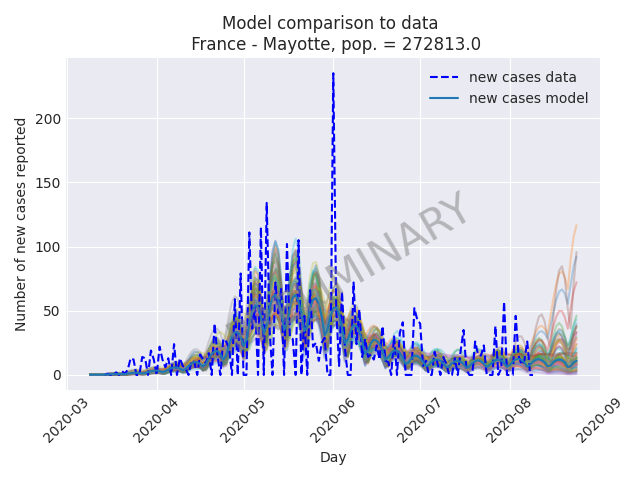 Model comparison to data
France - Mayotte, pop. = 272813.0
new cases data
new cases model
Number of new cases reported
200
150
100
50
0
MINARY
2020-03
2020-04
2020-05
2020-06
2020-07
2020-08
2020-09
Day